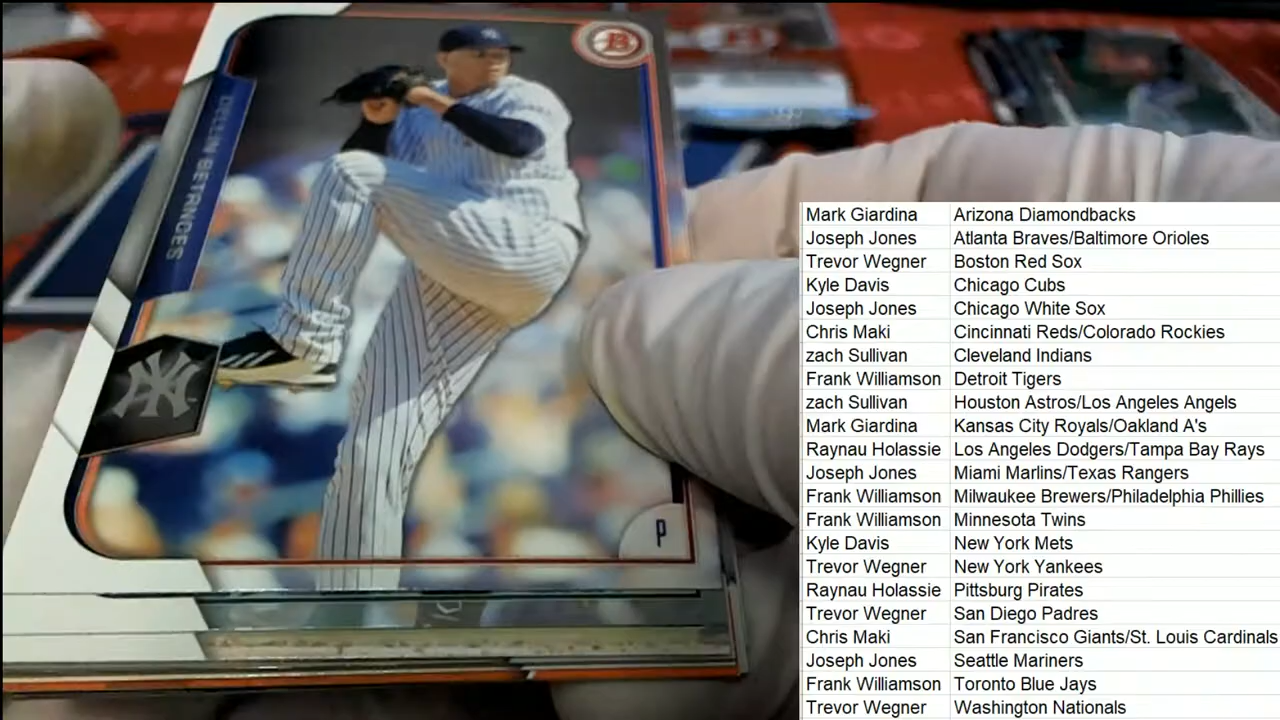 DELLIN BETANCES
NY
B
P
Mark Giardina Arizona Diamondbacks
Joseph Jones Atlanta Braves/Baltimore Orioles
Trevor Wegner Boston Red Sox
Kyle Davis Chicago Cubs
Joseph Jones Chicago White Sox
Chris Maki Cincinnati Reds/Colorado Rockies
zach Sullivan Cleveland Indians
Frank Williamson Detroit Tigers
zach Sullivan Houston Astros/Los Angeles Angels
Mark Giardina Kansas City Royals/Oakland A's
Raynau Holassie Los Angeles Dodgers/Tampa Bay Rays
Joseph Jones Miami Marlins/Texas Rangers
Frank Williamson Milwaukee Brewers/Philadelphia Phillies
Frank Williamson Minnesota Twins
Kyle Davis New York Mets
Trevor Wegner New York Yankees
Raynau Holassie Pittsburg Pirates
Trevor Wegner San Diego Padres
Chris Maki San Francisco Giants/St. Louis Cardinals
Joseph Jones Seattle Mariners
Frank Williamson Toronto Blue Jays
Trevor Wegner Washington Nationals